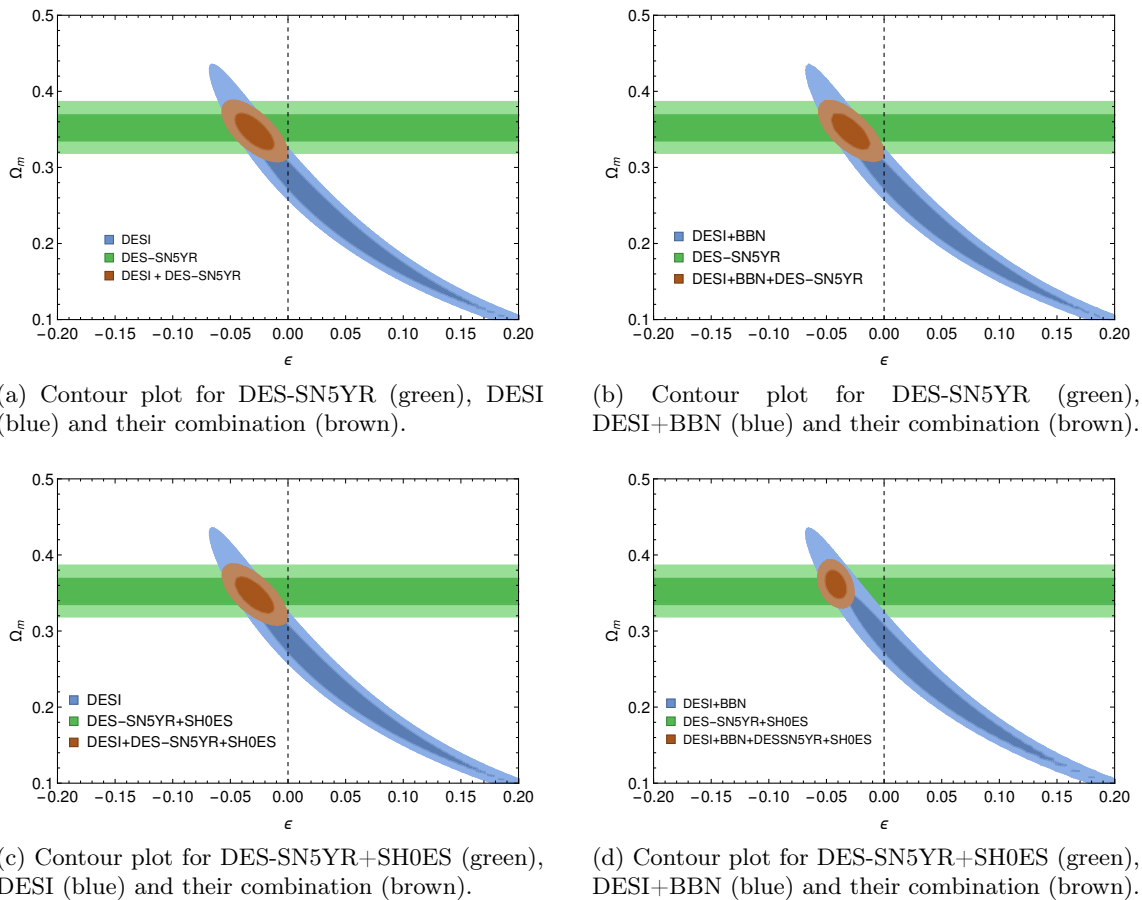 0.5
0.4
0.3
0.2
0.1
Ωm
DESI
DES−SN5YR
DESI + DES−SN5YR
−0.20 −0.15 −0.10 −0.05 0.00 0.05 0.10 0.15 0.20
ϵ
(a) Contour plot for DES-SN5YR (green), DESI
(blue) and their combination (brown).
0.5
0.4
0.3
0.2
0.1
Ωm
DESI+BBN
DES−SN5YR
DESI+BBN+DES−SN5YR
−0.20 −0.15 −0.10 −0.05 0.00 0.05 0.10 0.15 0.20
ϵ
(b) Contour plot for DES-SN5YR (green),
DESI+BBN (blue) and their combination (brown).
0.5
0.4
0.3
0.2
0.1
Ωm
DESI
DES−SN5YR+SH0ES
DESI+DES−SN5YR+SH0ES
−0.20 −0.15 −0.10 −0.05 0.00 0.05 0.10 0.15 0.20
ϵ
(c) Contour plot for DES-SN5YR+SH0ES (green),
DESI (blue) and their combination (brown).
0.5
0.4
0.3
0.2
0.1
Ωm
DESI+BBN
DES−SN5YR+SH0ES
DESI+BBN+DESSN5YR+SH0ES
−0.20 −0.15 −0.10 −0.05 0.00 0.05 0.10 0.15 0.20
ϵ
(d) Contour plot for DES-SN5YR+SH0ES (green),
DESI+BBN (blue) and their combination (brown).